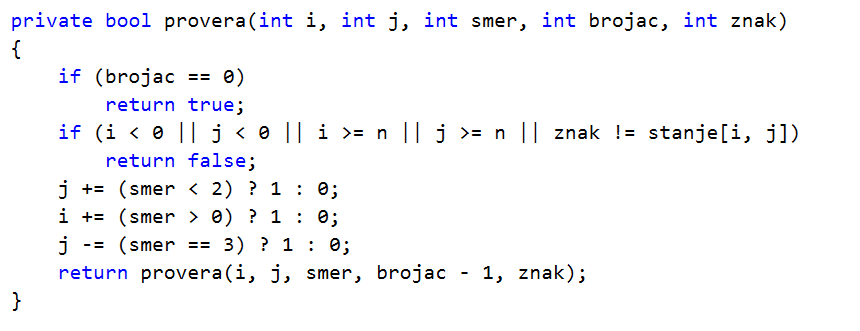 private bool provera(int i, int j, int smer, int brojac, int znak)
{
    if (brojac == 0)
        return true;
    if (i < 0 || j < 0 || i >= n || j >= n || znak != stanje[i, j])
        return false;
    j += (smer < 2) ? 1 : 0;
    i += (smer > 0) ? 1 : 0;
    j -= (smer == 3) ? 1 : 0;
    return provera(i, j, smer, brojac - 1, znak);
}